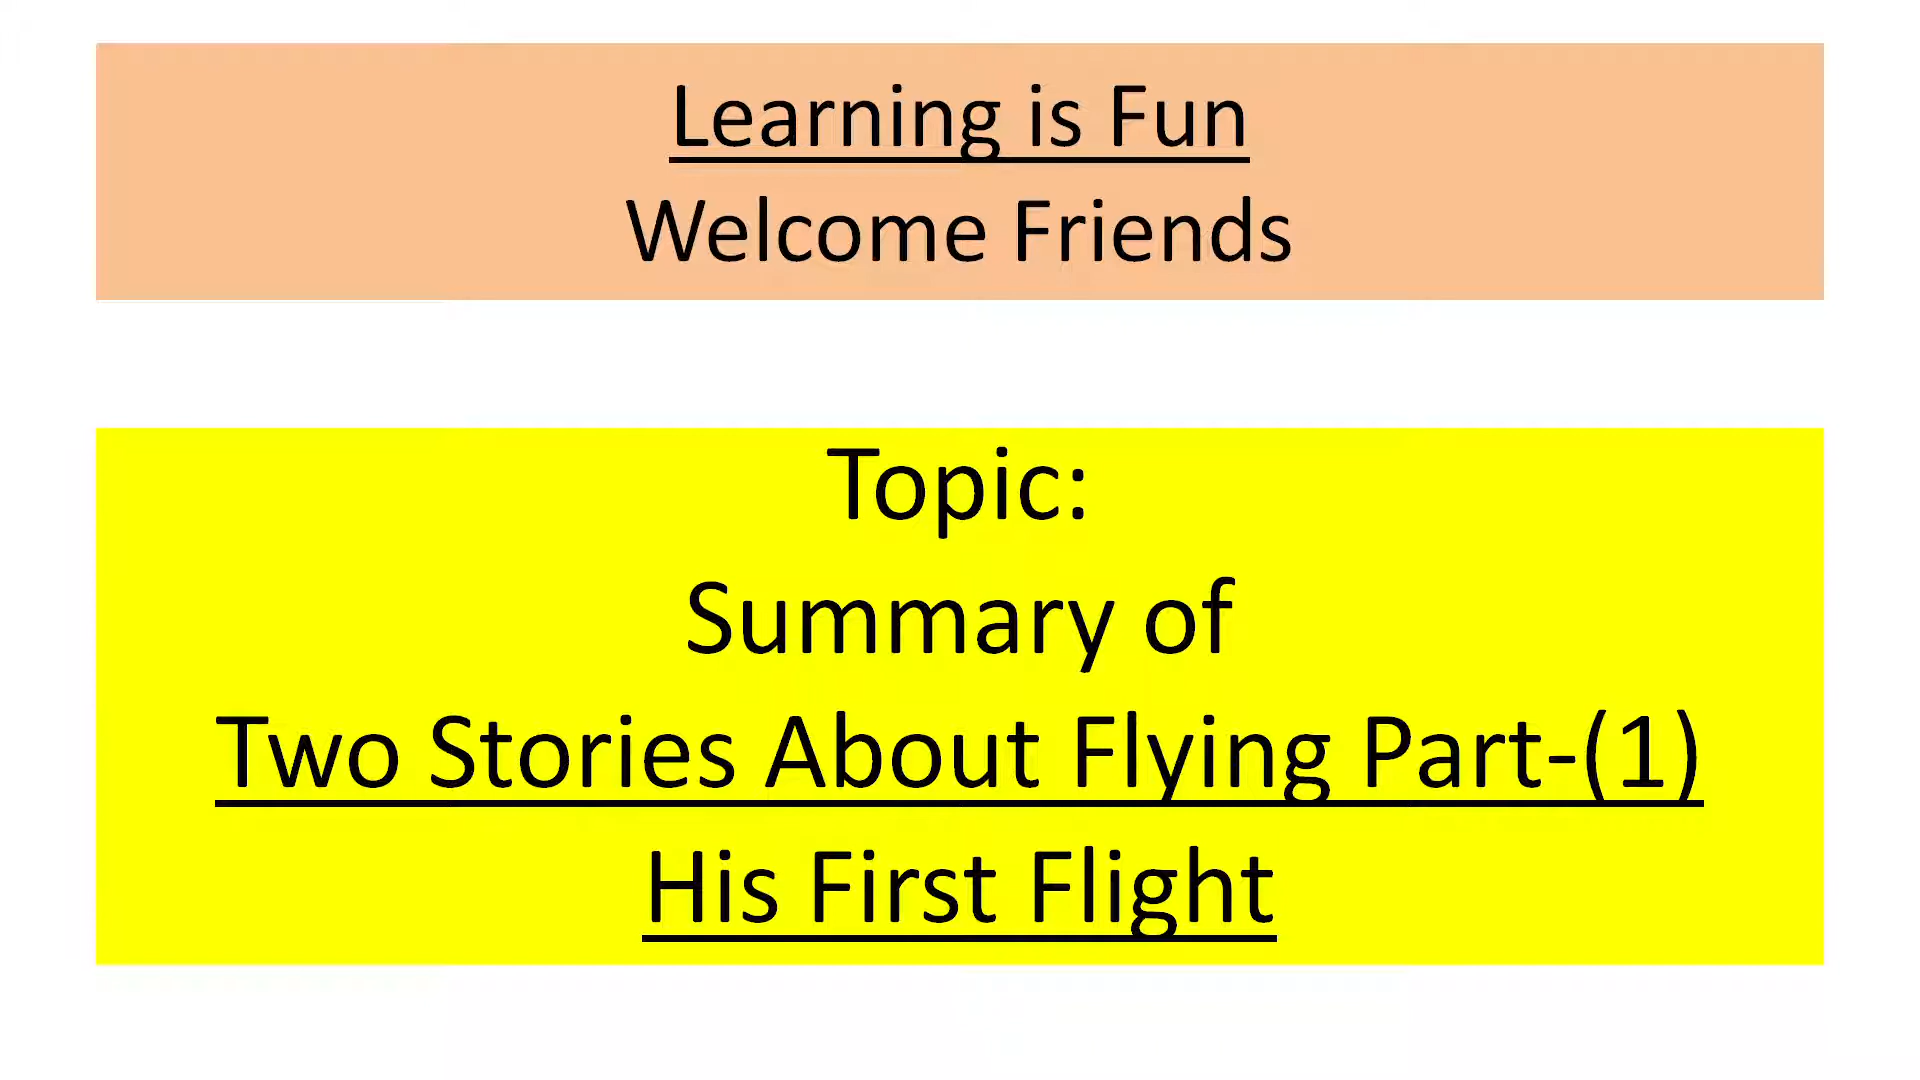 Learning is Fun
Welcome Friends
Topic:
Summary of
Two Stories About Flying Part-(1)
His First Flight